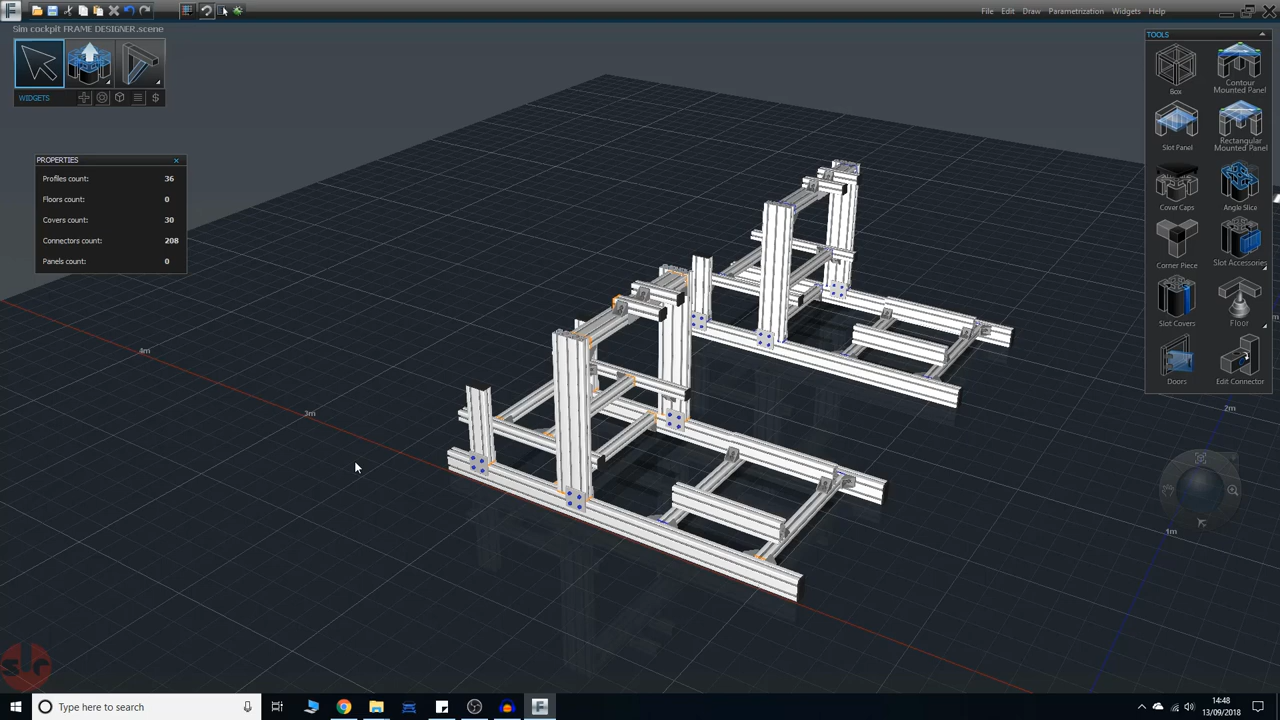 File Edit Draw Parametrization Widgets Help
Sim cockpit FRAME DESIGNER.scene
WIDGETS
$
PROPERTIES
Profiles count: 36
Floors count: 0
Covers count: 30
Connectors count: 208
Panels count: 0
TOOLS
Box
Contour
Mounted Panel
Slot Panel
Rectangular
Mounted Panel
Cover Caps
Angle Slice
Corner Piece
Slot Accessories
Slot Covers
Floor
Doors
Edit Connector
4m
3m
2m
1m
Type here to search
14:48
13/09/2018